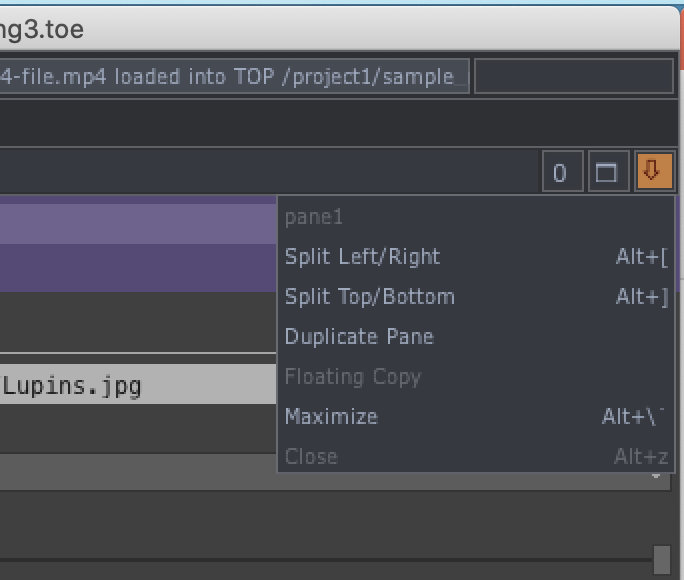 ng3.toe
4-file.mp4 loaded into TOP /project1/sample_
0
pane1
Split Left/Right Alt+[
Split Top/Bottom Alt+]
Duplicate Pane
Floating Copy
/Lupins.jpg
Maximize Alt+\`
Close Alt+z